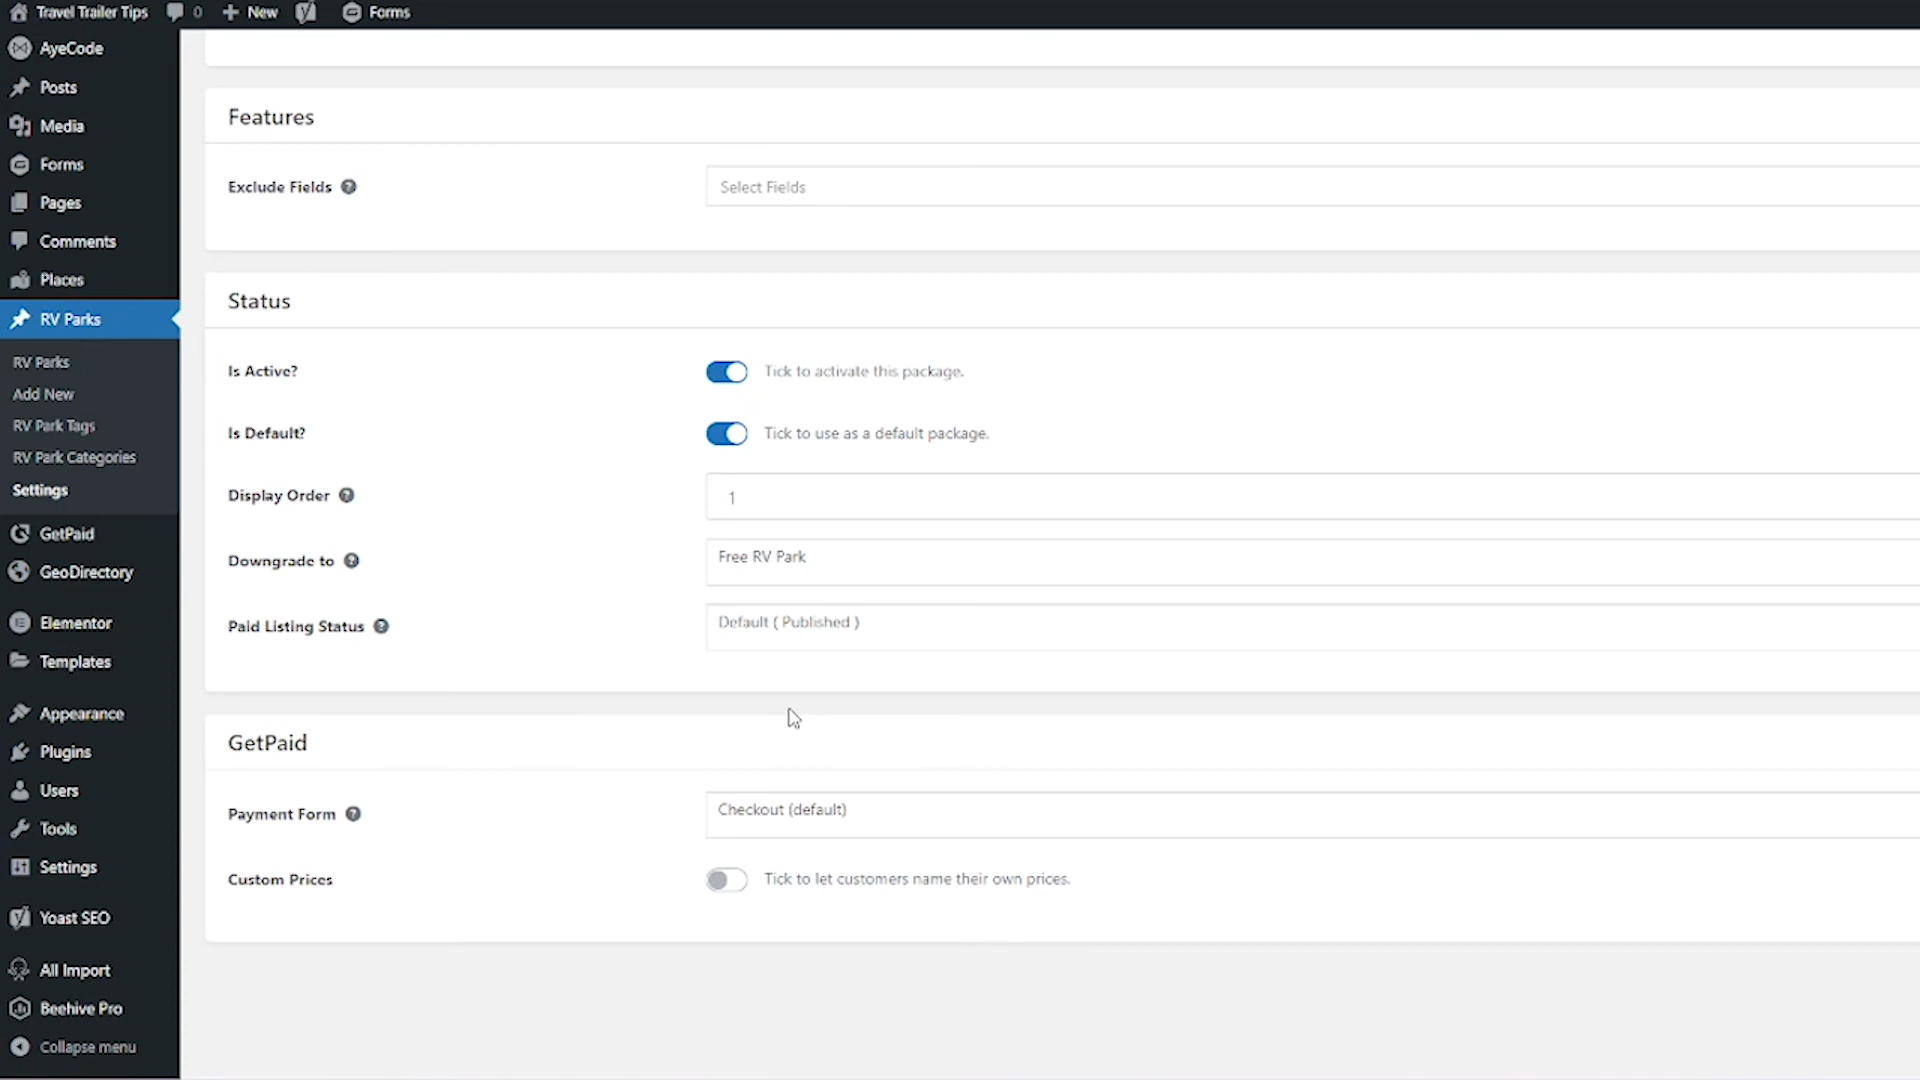 Travel Trailer Tips 0 New Forms
AyeCode
Posts
Media
Forms
Pages
Comments
Places
RV Parks
RV Parks
Add New
RV Park Tags
RV Park Categories
Settings
GetPaid
GeoDirectory
Elementor
Templates
Appearance
Plugins
Users
Tools
Settings
Yoast SEO
All Import
Beehive Pro
Collapse menu
Features
Exclude Fields ? Select Fields
Status
Is Active? Tick to activate this package.
Is Default? Tick to use as a default package.
Display Order ? 1
Downgrade to ? Free RV Park
Paid Listing Status ? Default ( Published )
GetPaid
Payment Form ? Checkout (default)
Custom Prices Tick to let customers name their own prices.